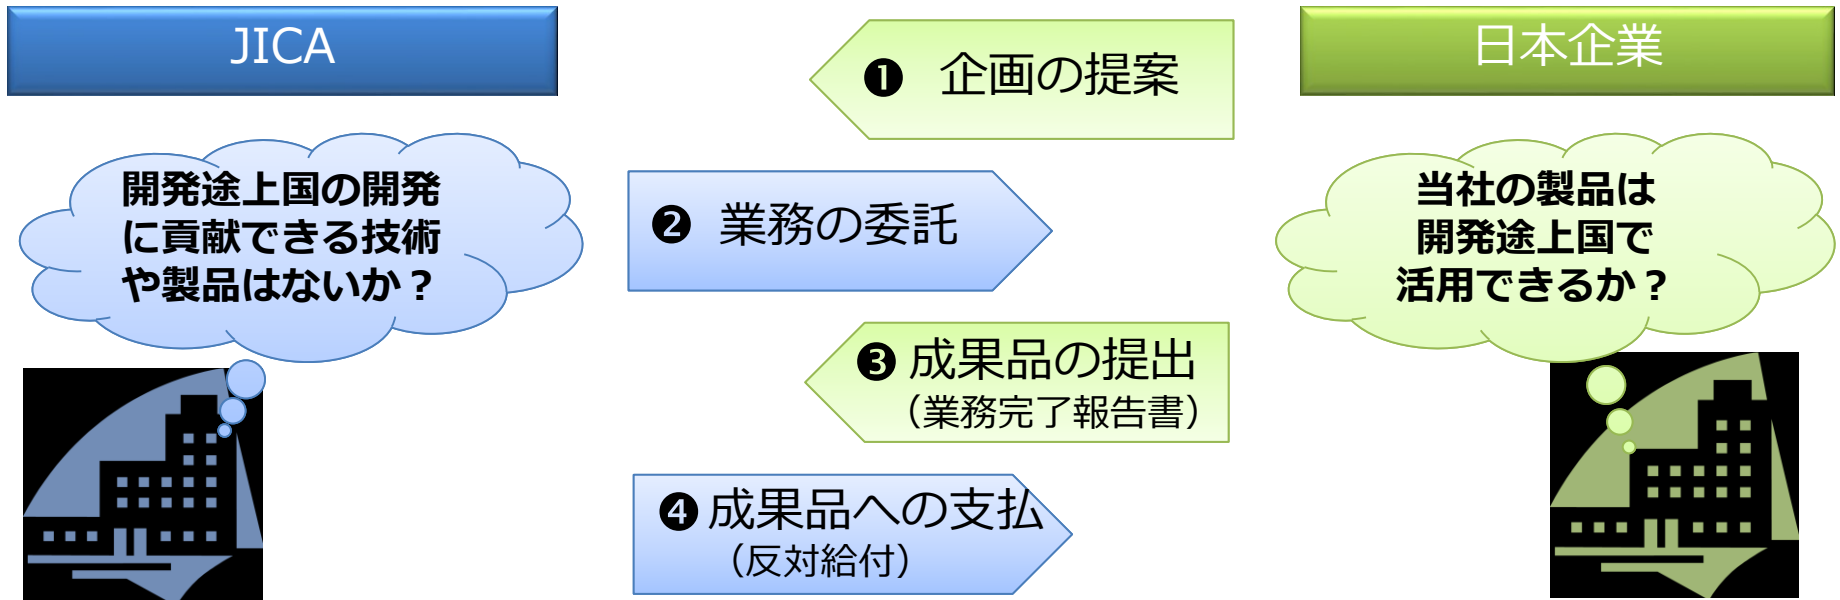 JICA
開発途上国の開発
に貢献できる技術
や製品はないか？
❶ 企画の提案
❷ 業務の委託
❸ 成果品の提出
（業務完了報告書）
❹ 成果品への支払
（反対給付）
日本企業
当社の製品は
開発途上国で
活用できるか？